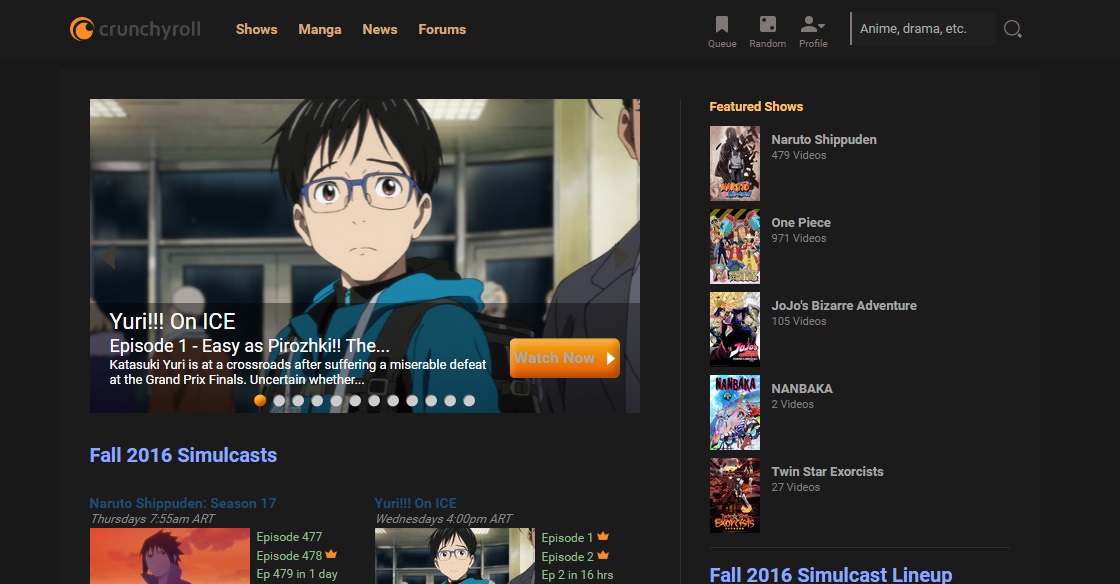 crunchyroll
Shows Manga News Forums
Queue Random Profile
Anime, drama, etc.
Yuri!!! On ICE
Episode 1 - Easy as Pirozhki!! The...
Katasuki Yuri is at a crossroads after suffering a miserable defeat
at the Grand Prix Finals. Uncertain whether...
Watch Now
Fall 2016 Simulcasts
Naruto Shippuden: Season 17
Thursdays 7:55am ART
Episode 477
Episode 478
Ep 479 in 1 day
Yuri!!! On ICE
Wednesdays 4:00pm ART
Episode 1
Episode 2
Ep 2 in 16 hrs
Featured Shows
Naruto Shippuden
479 Videos
One Piece
971 Videos
JoJo's Bizarre Adventure
105 Videos
NANBAKA
NANBAKA
2 Videos
Twin Star Exorcists
27 Videos
Fall 2016 Simulcast Lineup